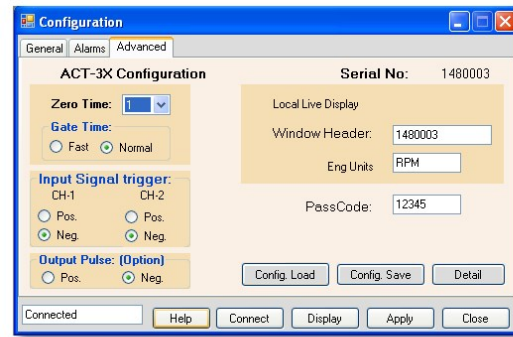 Configuration
General Alarms Advanced
ACT-3X Configuration
Serial No: 1480003
Zero Time: 1
Gate Time:
Fast Normal
Local Live Display
Window Header: 1480003
Eng Units RPM
Input Signal trigger:
CH-1 CH-2
Pos. Pos.
Neg. Neg.
PassCode: 12345
Output Pulse: (Option)
Pos. Neg.
Config. Load Config. Save Detail
Connected Help Connect Display Apply Close